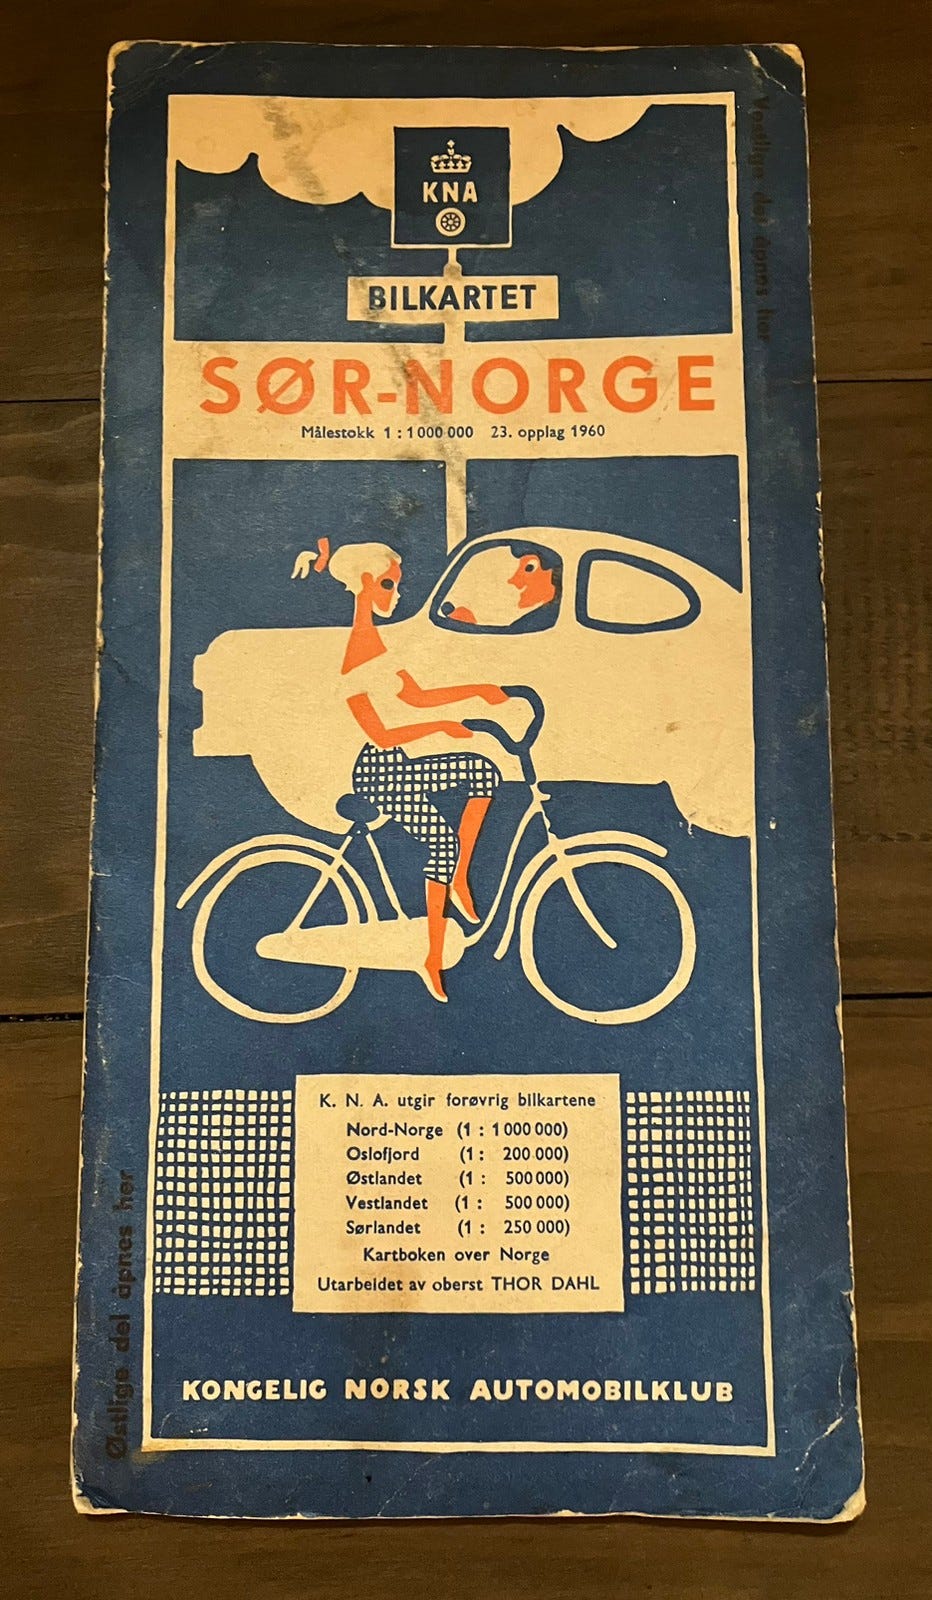 KNA
BILKARTET
SØR-NORGE
Målestokk 1 : 1 000 000 23. opplag 1960
K. N. A. utgir forøvrig bilkartene
Nord-Norge (1 : 1 000 000)
Oslofjord (1 : 200 000)
Østlandet (1 : 500 000)
Vestlandet (1 : 500 000)
Sørlandet (1 : 250 000)
Kartboken over Norge
Utarbeidet av oberst THOR DAHL
KONGELIG NORSK AUTOMOBILKLUB
Østlige del åpnes her
Vestlige del åpnes her